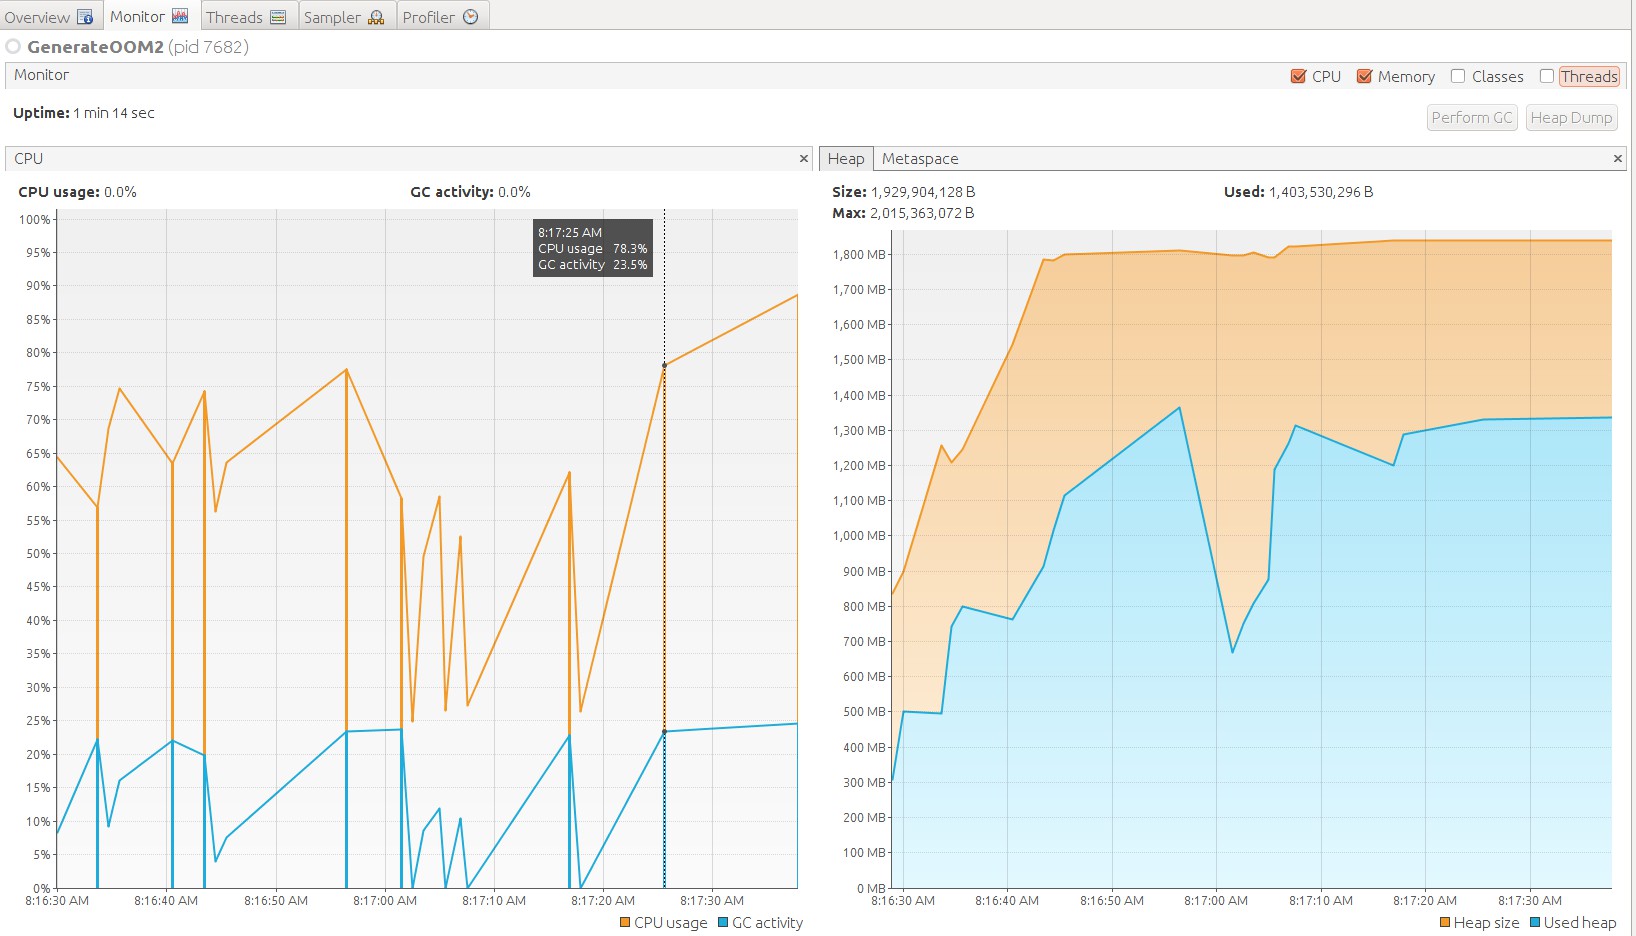 Overview Monitor Threads Sampler Profiler
GenerateOOM2 (pid 7682)
Monitor
CPU Memory Classes Threads
Uptime: 1 min 14 sec
Perform GC Heap Dump
CPU
CPU usage: 0.0% GC activity: 0.0%
100%
95%
90%
85%
80%
75%
70%
65%
60%
55%
50%
45%
40%
35%
30%
25%
20%
15%
10%
5%
0%
8:17:25 AM
CPU usage 78.3%
GC activity 23.5%
8:16:30 AM 8:16:40 AM 8:16:50 AM 8:17:00 AM 8:17:10 AM 8:17:20 AM 8:17:30 AM
CPU usage GC activity
Heap Metaspace
Size: 1,929,904,128 B Used: 1,403,530,296 B
Max: 2,015,363,072 B
1,800 MB
1,700 MB
1,600 MB
1,500 MB
1,400 MB
1,300 MB
1,200 MB
1,100 MB
1,000 MB
900 MB
800 MB
700 MB
600 MB
500 MB
400 MB
300 MB
200 MB
100 MB
0 MB
8:16:30 AM 8:16:40 AM 8:16:50 AM 8:17:00 AM 8:17:10 AM 8:17:20 AM 8:17:30 AM
Heap size Used heap